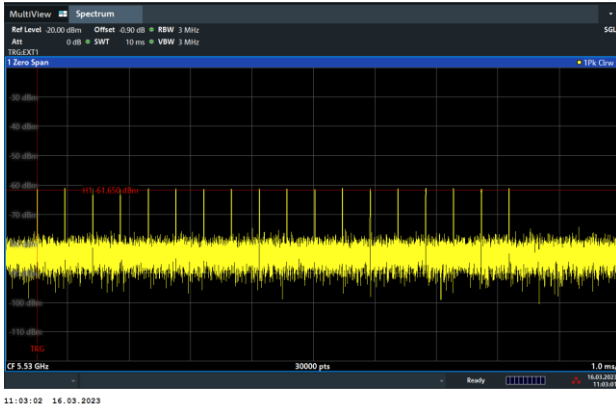 MultiView Spectrum
Ref Level -20.00 dBm Offset -0.90 dB RBW 3 MHz SGL
Att 0 dB SWT 10 ms VBW 3 MHz
TRG:EXT1
1 Zero Span 1Pk Clrw
-30 dBm
-40 dBm
-50 dBm
-60 dBm
H1 -61.650 dBm
-70 dBm
-100 dBm
-110 dBm
TRG
CF 5.53 GHz 30000 pts 1.0 ms/
Ready 16.03.2023
11:03:01
11:03:02 16.03.2023